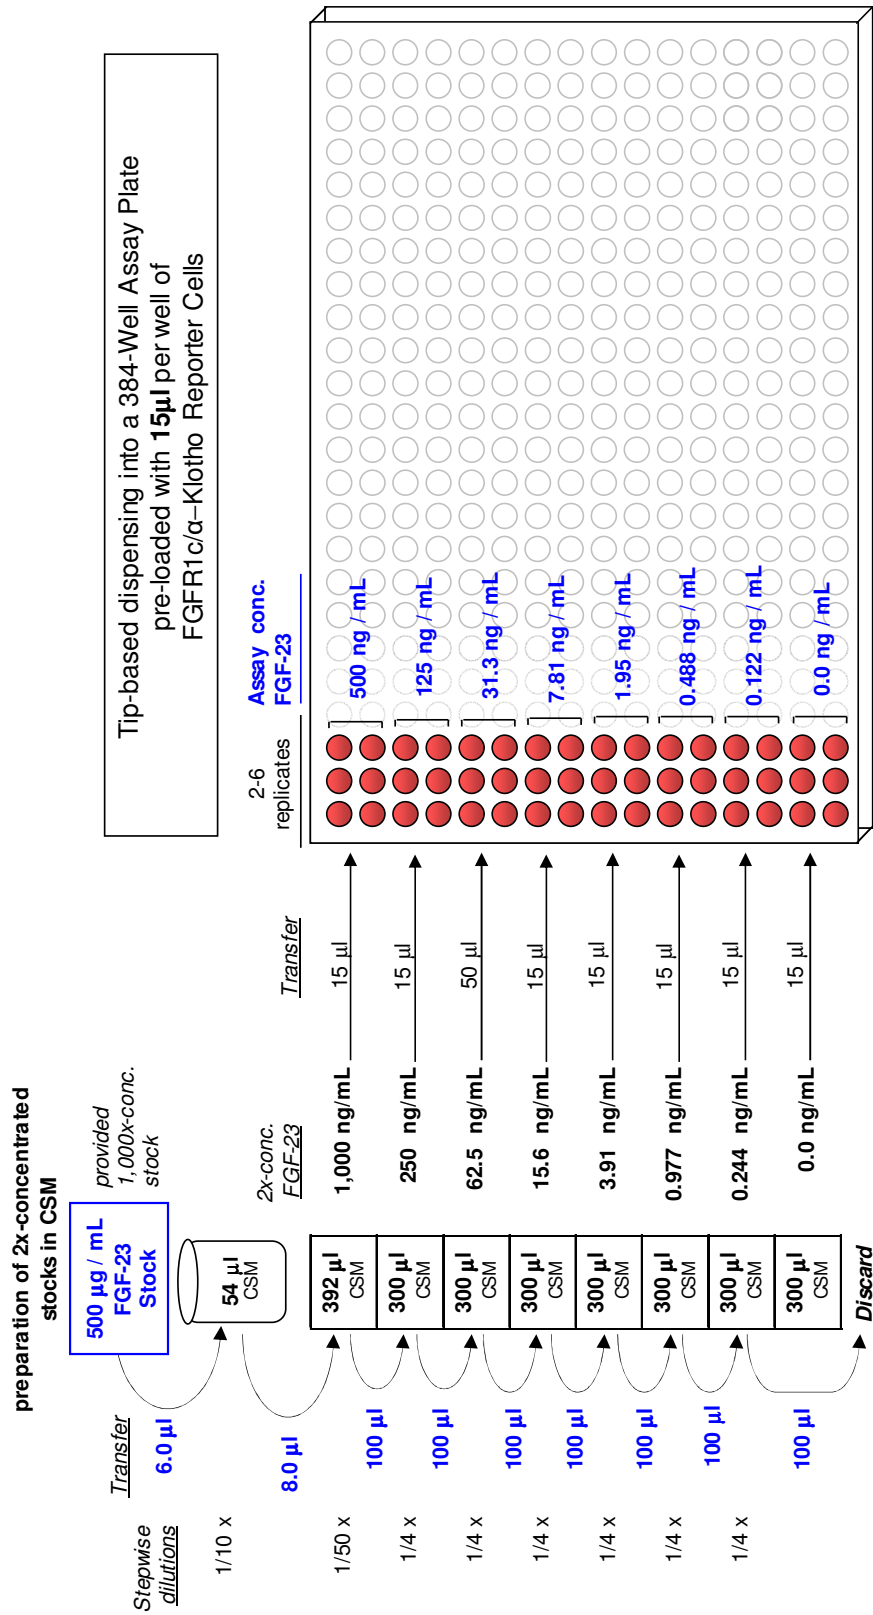 preparation of 2x-concentrated
stocks in CSM
Tip-based dispensing into a 384-Well Assay Plate
pre-loaded with 15µl per well of
FGFR1c/α–Klotho Reporter Cells
Stepwise
dilutions
Transfer
500 µg / mL
FGF-23
Stock
provided
1,000x-conc.
stock
2x-conc.
FGF-23
Transfer
2-6
replicates
Assay conc.
FGF-23
1/10 x
6.0 µl
54 µl
CSM
8.0 µl
1/50 x
392 µl
CSM
1,000 ng/mL
15 µl
500 ng / mL
1/4 x
100 µl
300 µl
CSM
250 ng/mL
15 µl
125 ng / mL
1/4 x
100 µl
300 µl
CSM
62.5 ng/mL
50 µl
31.3 ng / mL
1/4 x
100 µl
300 µl
CSM
15.6 ng/mL
15 µl
7.81 ng / mL
1/4 x
100 µl
300 µl
CSM
3.91 ng/mL
15 µl
1.95 ng / mL
1/4 x
100 µl
300 µl
CSM
0.977 ng/mL
15 µl
0.488 ng / mL
1/4 x
100 µl
300 µl
CSM
0.244 ng/mL
15 µl
0.122 ng / mL
100 µl
300 µl
CSM
0.0 ng/mL
15 µl
0.0 ng / mL
Discard